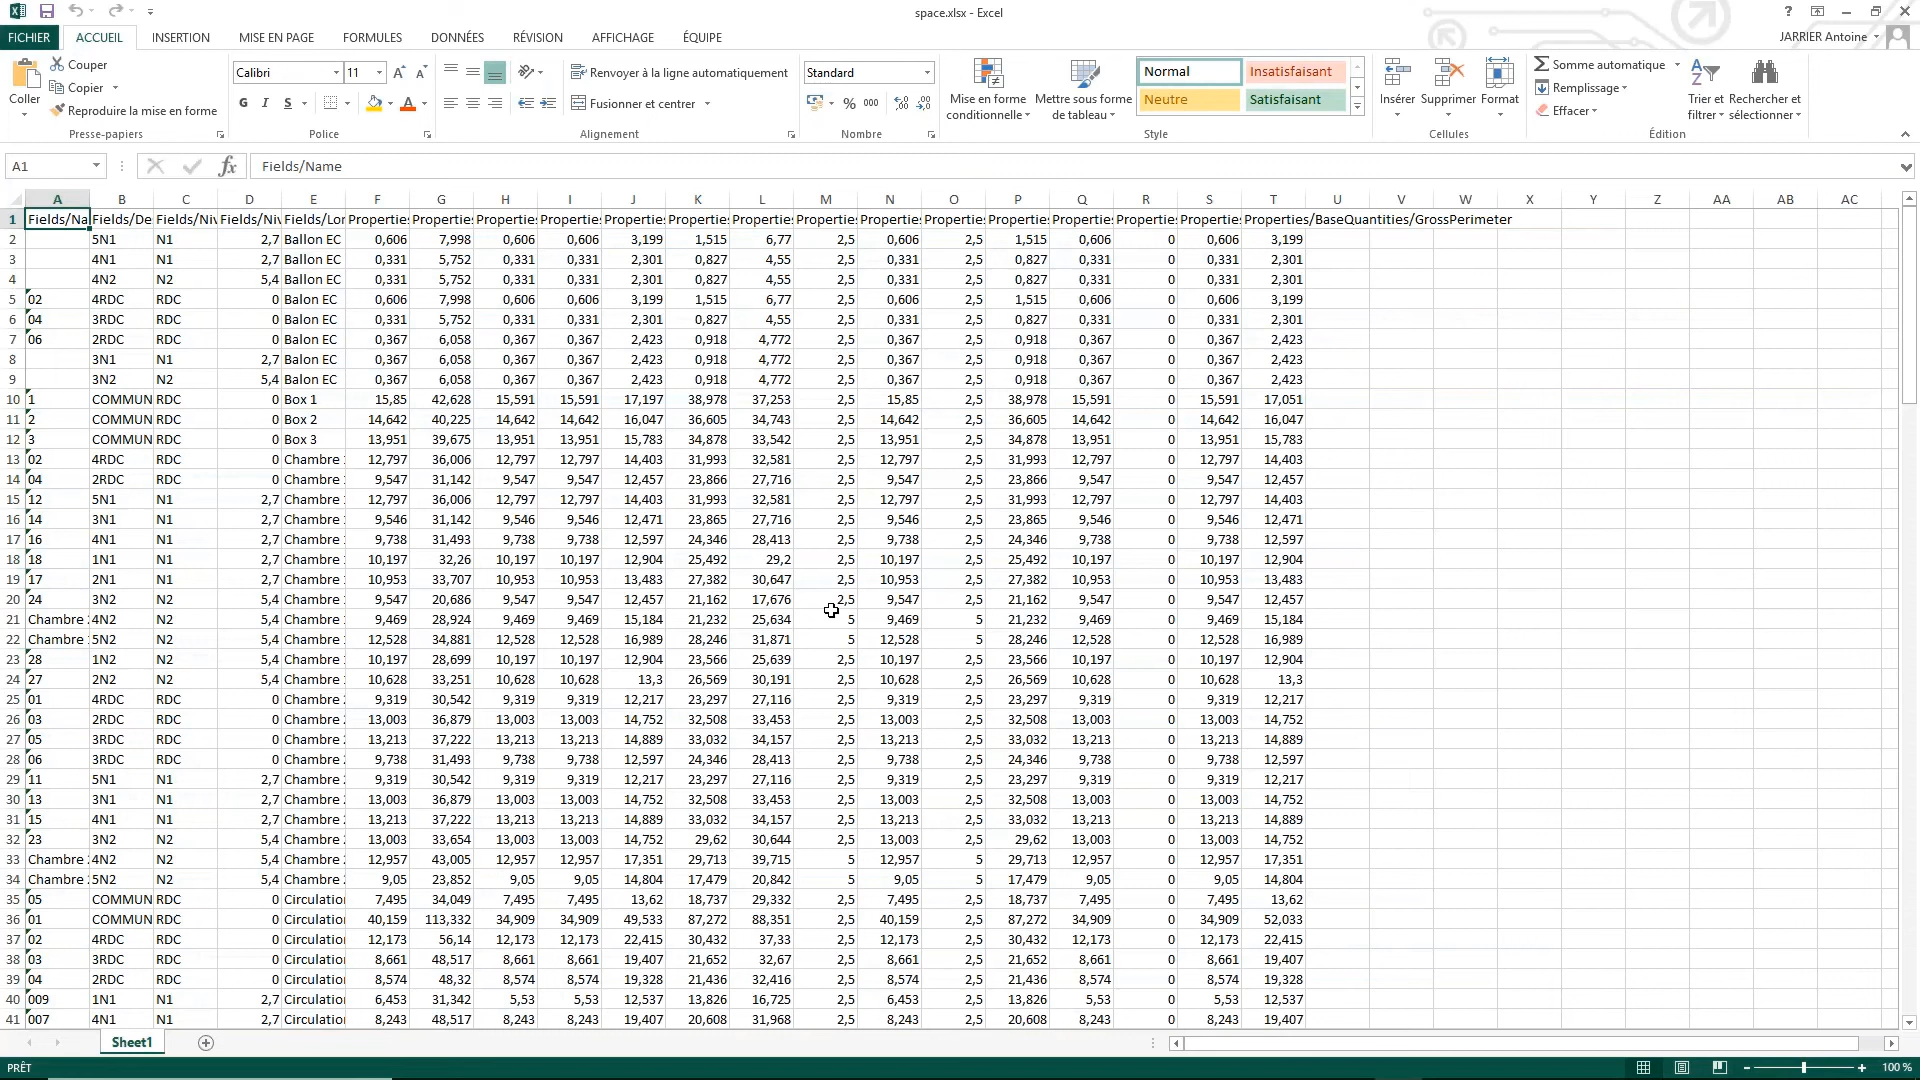 space.xlsx - Excel
?
FICHIER ACCUEIL INSERTION MISE EN PAGE FORMULES DONNÉES RÉVISION AFFICHAGE ÉQUIPE JARRIER Antoine
Coller Couper Copier Reproduire la mise en forme
Calibri 11 G I S
Renvoyer à la ligne automatiquement Fusionner et centrer
Standard % 000
Mise en forme conditionnelle Mettre sous forme de tableau Normal Insatisfaisant Neutre Satisfaisant
Insérer Supprimer Format
Somme automatique Remplissage Effacer Trier et filtrer Rechercher et sélectionner
Presse-papiers Police Alignement Nombre Style Cellules Édition
A1 fx Fields/Name
A B C D E F G H I J K L M N O P Q R S T U V W X Y Z AA AB AC
1 Fields/Na Fields/De Fields/Niv Fields/Niv Fields/Lor Properties Properties Properties Properties Properties Properties Properties Properties Properties Properties Properties Properties Properties Properties Properties/BaseQuantities/GrossPerimeter
2 5N1 N1 2,7 Ballon EC 0,606 7,998 0,606 0,606 3,199 1,515 6,77 2,5 0,606 2,5 1,515 0,606 0 0,606 3,199
3 4N1 N1 2,7 Ballon EC 0,331 5,752 0,331 0,331 2,301 0,827 4,55 2,5 0,331 2,5 0,827 0,331 0 0,331 2,301
4 4N2 N2 5,4 Ballon EC 0,331 5,752 0,331 0,331 2,301 0,827 4,55 2,5 0,331 2,5 0,827 0,331 0 0,331 2,301
5 02 4RDC RDC 0 Balon EC 0,606 7,998 0,606 0,606 3,199 1,515 6,77 2,5 0,606 2,5 1,515 0,606 0 0,606 3,199
6 04 3RDC RDC 0 Balon EC 0,331 5,752 0,331 0,331 2,301 0,827 4,55 2,5 0,331 2,5 0,827 0,331 0 0,331 2,301
7 06 2RDC RDC 0 Balon EC 0,367 6,058 0,367 0,367 2,423 0,918 4,772 2,5 0,367 2,5 0,918 0,367 0 0,367 2,423
8 3N1 N1 2,7 Balon EC 0,367 6,058 0,367 0,367 2,423 0,918 4,772 2,5 0,367 2,5 0,918 0,367 0 0,367 2,423
9 3N2 N2 5,4 Balon EC 0,367 6,058 0,367 0,367 2,423 0,918 4,772 2,5 0,367 2,5 0,918 0,367 0 0,367 2,423
10 1 COMMUN RDC 0 Box 1 15,85 42,628 15,591 15,591 17,197 38,978 37,253 2,5 15,85 2,5 38,978 15,591 0 15,591 17,051
11 2 COMMUN RDC 0 Box 2 14,642 40,225 14,642 14,642 16,047 36,605 34,743 2,5 14,642 2,5 36,605 14,642 0 14,642 16,047
12 3 COMMUN RDC 0 Box 3 13,951 39,675 13,951 13,951 15,783 34,878 33,542 2,5 13,951 2,5 34,878 13,951 0 13,951 15,783
13 02 4RDC RDC 0 Chambre 12,797 36,006 12,797 12,797 14,403 31,993 32,581 2,5 12,797 2,5 31,993 12,797 0 12,797 14,403
14 04 2RDC RDC 0 Chambre 9,547 31,142 9,547 9,547 12,457 23,866 27,716 2,5 9,547 2,5 23,866 9,547 0 9,547 12,457
15 12 5N1 N1 2,7 Chambre 12,797 36,006 12,797 12,797 14,403 31,993 32,581 2,5 12,797 2,5 31,993 12,797 0 12,797 14,403
16 14 3N1 N1 2,7 Chambre 9,546 31,142 9,546 9,546 12,471 23,865 27,716 2,5 9,546 2,5 23,865 9,546 0 9,546 12,471
17 16 4N1 N1 2,7 Chambre 9,738 31,493 9,738 9,738 12,597 24,346 28,413 2,5 9,738 2,5 24,346 9,738 0 9,738 12,597
18 18 1N1 N1 2,7 Chambre 10,197 32,26 10,197 10,197 12,904 25,492 29,2 2,5 10,197 2,5 25,492 10,197 0 10,197 12,904
19 17 2N1 N1 2,7 Chambre 10,953 33,707 10,953 10,953 13,483 27,382 30,647 2,5 10,953 2,5 27,382 10,953 0 10,953 13,483
20 24 3N2 N2 5,4 Chambre 9,547 20,686 9,547 9,547 12,457 21,162 17,676 2,5 9,547 2,5 21,162 9,547 0 9,547 12,457
21 Chambre 4N2 N2 5,4 Chambre 9,469 28,924 9,469 9,469 15,184 21,232 25,634 5 9,469 5 21,232 9,469 0 9,469 15,184
22 Chambre 5N2 N2 5,4 Chambre 12,528 34,881 12,528 12,528 16,989 28,246 31,871 5 12,528 5 28,246 12,528 0 12,528 16,989
23 28 1N2 N2 5,4 Chambre 10,197 28,699 10,197 10,197 12,904 23,566 25,639 2,5 10,197 2,5 23,566 10,197 0 10,197 12,904
24 27 2N2 N2 5,4 Chambre 10,628 33,251 10,628 10,628 13,3 26,569 30,191 2,5 10,628 2,5 26,569 10,628 0 10,628 13,3
25 01 4RDC RDC 0 Chambre 9,319 30,542 9,319 9,319 12,217 23,297 27,116 2,5 9,319 2,5 23,297 9,319 0 9,319 12,217
26 03 2RDC RDC 0 Chambre 13,003 36,879 13,003 13,003 14,752 32,508 33,453 2,5 13,003 2,5 32,508 13,003 0 13,003 14,752
27 05 3RDC RDC 0 Chambre 13,213 37,222 13,213 13,213 14,889 33,032 34,157 2,5 13,213 2,5 33,032 13,213 0 13,213 14,889
28 06 3RDC RDC 0 Chambre 9,738 31,493 9,738 9,738 12,597 24,346 28,413 2,5 9,738 2,5 24,346 9,738 0 9,738 12,597
29 11 5N1 N1 2,7 Chambre 9,319 30,542 9,319 9,319 12,217 23,297 27,116 2,5 9,319 2,5 23,297 9,319 0 9,319 12,217
30 13 3N1 N1 2,7 Chambre 13,003 36,879 13,003 13,003 14,752 32,508 33,453 2,5 13,003 2,5 32,508 13,003 0 13,003 14,752
31 15 4N1 N1 2,7 Chambre 13,213 37,222 13,213 13,213 14,889 33,032 34,157 2,5 13,213 2,5 33,032 13,213 0 13,213 14,889
32 23 3N2 N2 5,4 Chambre 13,003 33,654 13,003 13,003 14,752 29,62 30,644 2,5 13,003 2,5 29,62 13,003 0 13,003 14,752
33 Chambre 4N2 N2 5,4 Chambre 12,957 43,005 12,957 12,957 17,351 29,713 39,715 5 12,957 5 29,713 12,957 0 12,957 17,351
34 Chambre 5N2 N2 5,4 Chambre 9,05 23,852 9,05 9,05 14,804 17,479 20,842 5 9,05 5 17,479 9,05 0 9,05 14,804
35 05 COMMUN RDC 0 Circulation 7,495 34,049 7,495 7,495 13,62 18,737 29,332 2,5 7,495 2,5 18,737 7,495 0 7,495 13,62
36 01 COMMUN RDC 0 Circulation 40,159 113,332 34,909 34,909 49,533 87,272 88,351 2,5 40,159 2,5 87,272 34,909 0 34,909 52,033
37 02 4RDC RDC 0 Circulation 12,173 56,14 12,173 12,173 22,415 30,432 37,33 2,5 12,173 2,5 30,432 12,173 0 12,173 22,415
38 03 3RDC RDC 0 Circulation 8,661 48,517 8,661 8,661 19,407 21,652 32,67 2,5 8,661 2,5 21,652 8,661 0 8,661 19,407
39 04 2RDC RDC 0 Circulation 8,574 48,32 8,574 8,574 19,328 21,436 32,416 2,5 8,574 2,5 21,436 8,574 0 8,574 19,328
40 009 1N1 N1 2,7 Circulation 6,453 31,342 5,53 5,53 12,537 13,826 16,725 2,5 6,453 2,5 13,826 5,53 0 5,53 12,537
41 007 4N1 N1 2,7 Circulation 8,243 48,517 8,243 8,243 19,407 20,608 31,968 2,5 8,243 2,5 20,608 8,243 0 8,243 19,407
Sheet1
PRÊT 100 %